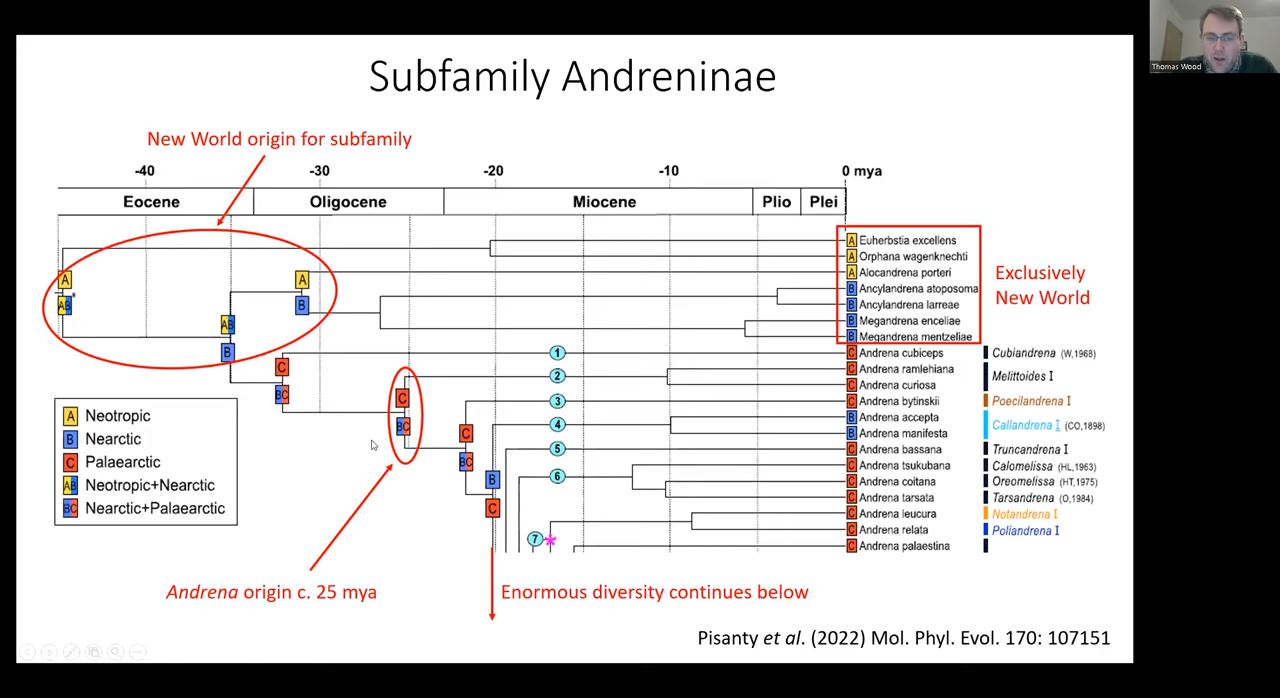 Thomas Wood
Subfamily Andreninae
New World origin for subfamily
-40 -30 -20 -10 0 mya
Eocene Oligocene Miocene Plio Plei
A Euherbstia excellens
A Orphana wagenknechti
A Alocandrena porteri
B Ancylandrena atoposoma
B Ancylandrena larreae
B Megandrena enceliae
B Megandrena mentzeliae
Exclusively
New World
A
AB*
A
B
AB
B
1 C Andrena cubiceps Cubiandrena (W,1968)
C
BC
2 C Andrena ramlehiana
C Andrena curiosa
Melittoides I
C
BC
3 C Andrena bytinskii Poecilandrena I
4 B Andrena accepta
B Andrena manifesta
Callandrena I (CO,1898)
C
BC
5 C Andrena bassana Truncandrena I
6 C Andrena tsukubana Calomelissa (HL,1963)
C Andrena coitana Oreomelissa (HT,1975)
C Andrena tarsata Tarsandrena (O,1984)
B
C
C Andrena leucura Notandrena I
C Andrena relata Poliandrena I
7 * C Andrena palaestina
A Neotropic
B Nearctic
C Palaearctic
AB Neotropic+Nearctic
BC Nearctic+Palaearctic
Andrena origin c. 25 mya
Enormous diversity continues below
Pisanty et al. (2022) Mol. Phyl. Evol. 170: 107151